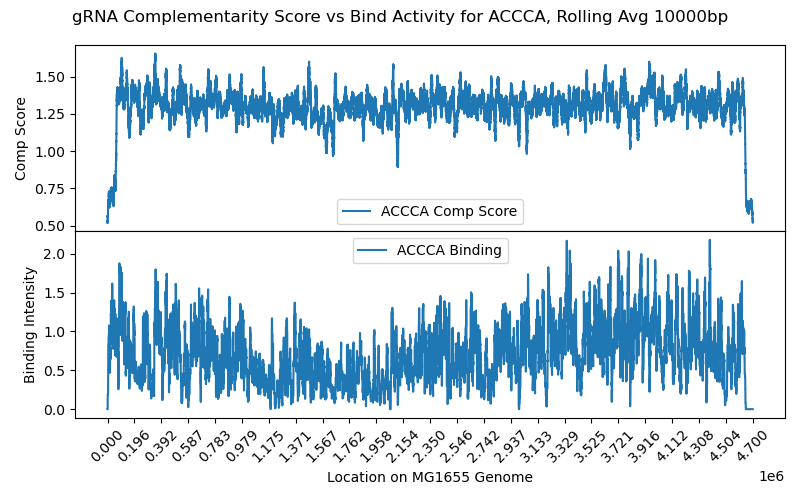 gRNA Complementarity Score vs Bind Activity for ACCCA, Rolling Avg 10000bp
Comp Score
1.50
1.25
1.00
0.75
0.50
ACCCA Comp Score
Binding Intensity
2.0
1.5
1.0
0.5
0.0
ACCCA Binding
0.000 0.196 0.392 0.587 0.783 0.979 1.175 1.371 1.567 1.762 1.958 2.154 2.350 2.546 2.742 2.937 3.133 3.329 3.525 3.721 3.916 4.112 4.308 4.504 4.700
Location on MG1655 Genome
1e6